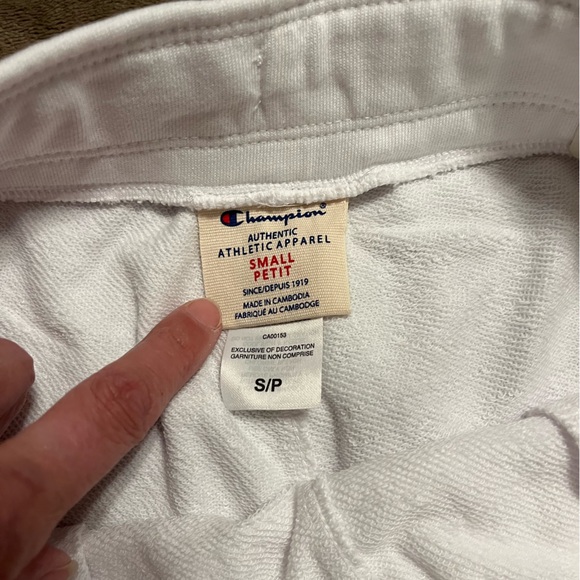 Champion
AUTHENTIC
ATHLETIC APPAREL
SMALL
PETIT
SINCE/DEPUIS 1919
MADE IN CAMBODIA
FABRIQUÉ AU CAMBODGE
CA00153
EXCLUSIVE OF DECORATION
GARNITURE NON COMPRISE
S/P